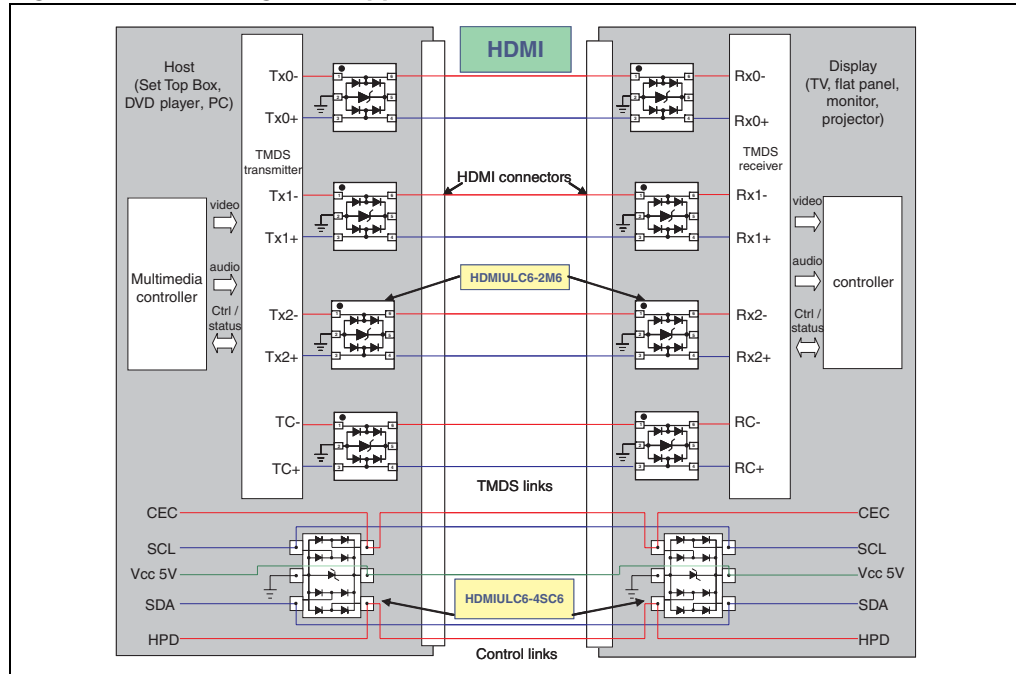 HDMI
Host
(Set Top Box,
DVD player, PC)
Tx0-
Tx0+
TMDS
transmitter
Tx1-
Tx1+
Tx2-
Tx2+
TC-
TC+
video
audio
Ctrl /
status
Multimedia
controller
HDMI connectors
HDMIULC6-2M6
TMDS links
Display
(TV, flat panel,
monitor,
projector)
Rx0-
Rx0+
TMDS
receiver
Rx1-
Rx1+
Rx2-
Rx2+
RC-
RC+
video
audio
Ctrl /
status
controller
CEC
SCL
Vcc 5V
SDA
HPD
HDMIULC6-4SC6
Control links
CEC
SCL
Vcc 5V
SDA
HPD